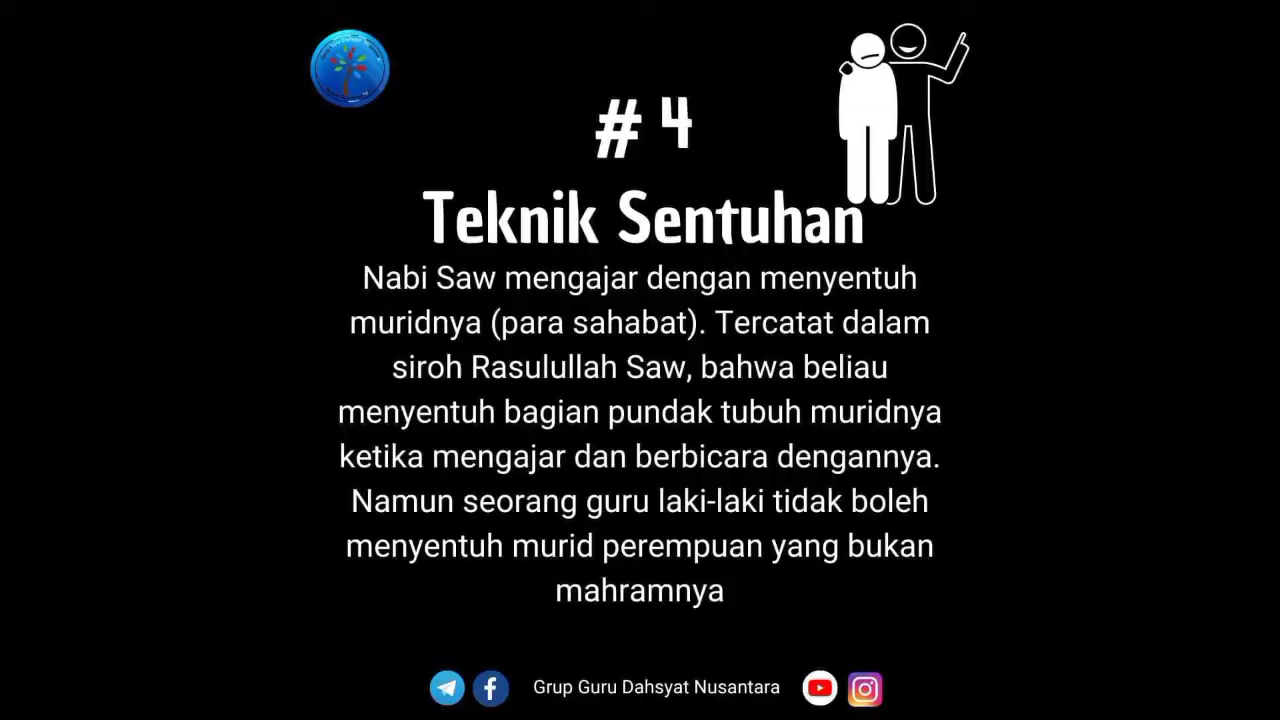 # 4
Teknik Sentuhan
Nabi Saw mengajar dengan menyentuh
muridnya (para sahabat). Tercatat dalam
siroh Rasulullah Saw, bahwa beliau
menyentuh bagian pundak tubuh muridnya
ketika mengajar dan berbicara dengannya.
Namun seorang guru laki-laki tidak boleh
menyentuh murid perempuan yang bukan
mahramnya
Grup Guru Dahsyat Nusantara